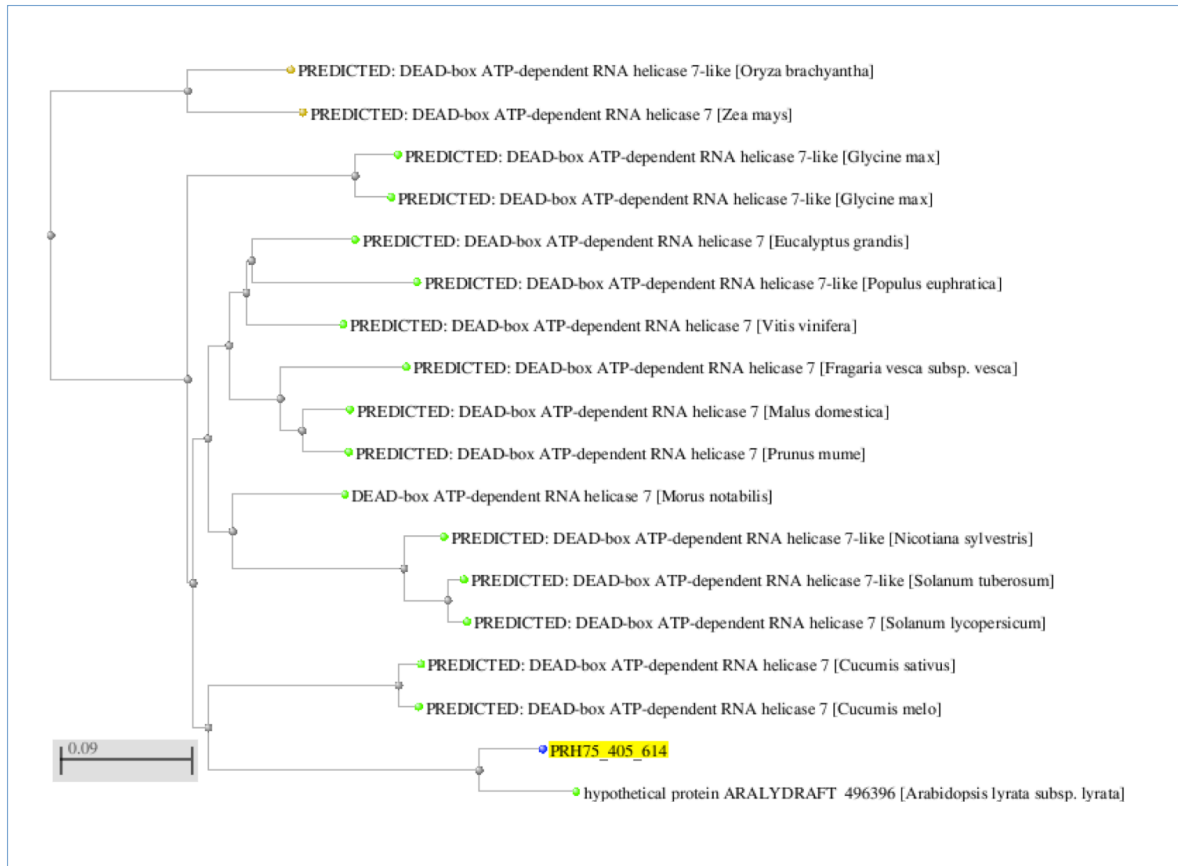 PREDICTED: DEAD-box ATP-dependent RNA helicase 7-like [Oryza brachyantha]
PREDICTED: DEAD-box ATP-dependent RNA helicase 7 [Zea mays]
PREDICTED: DEAD-box ATP-dependent RNA helicase 7-like [Glycine max]
PREDICTED: DEAD-box ATP-dependent RNA helicase 7-like [Glycine max]
PREDICTED: DEAD-box ATP-dependent RNA helicase 7 [Eucalyptus grandis]
PREDICTED: DEAD-box ATP-dependent RNA helicase 7-like [Populus euphratica]
PREDICTED: DEAD-box ATP-dependent RNA helicase 7 [Vitis vinifera]
PREDICTED: DEAD-box ATP-dependent RNA helicase 7 [Fragaria vesca subsp. vesca]
PREDICTED: DEAD-box ATP-dependent RNA helicase 7 [Malus domestica]
PREDICTED: DEAD-box ATP-dependent RNA helicase 7 [Prunus mume]
DEAD-box ATP-dependent RNA helicase 7 [Morus notabilis]
PREDICTED: DEAD-box ATP-dependent RNA helicase 7-like [Nicotiana sylvestris]
PREDICTED: DEAD-box ATP-dependent RNA helicase 7-like [Solanum tuberosum]
PREDICTED: DEAD-box ATP-dependent RNA helicase 7 [Solanum lycopersicum]
PREDICTED: DEAD-box ATP-dependent RNA helicase 7 [Cucumis sativus]
PREDICTED: DEAD-box ATP-dependent RNA helicase 7 [Cucumis melo]
0.09
PRH75_405_614
hypothetical protein ARALYDRAFT_496396 [Arabidopsis lyrata subsp. lyrata]